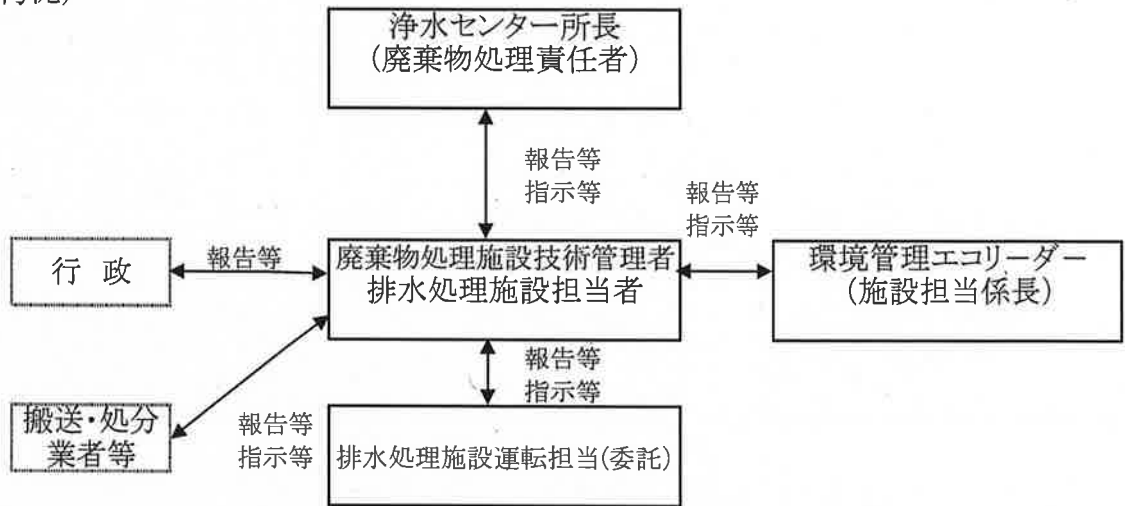 浄水センター所長
(廃棄物処理責任者)
報告等
指示等
報告等
指示等
行 政
報告等
廃棄物処理施設技術管理者
排水処理施設担当者
環境管理エコリーダー
(施設担当係長)
報告等
指示等
搬送・処分
業者等
報告等
指示等
排水処理施設運転担当(委託)